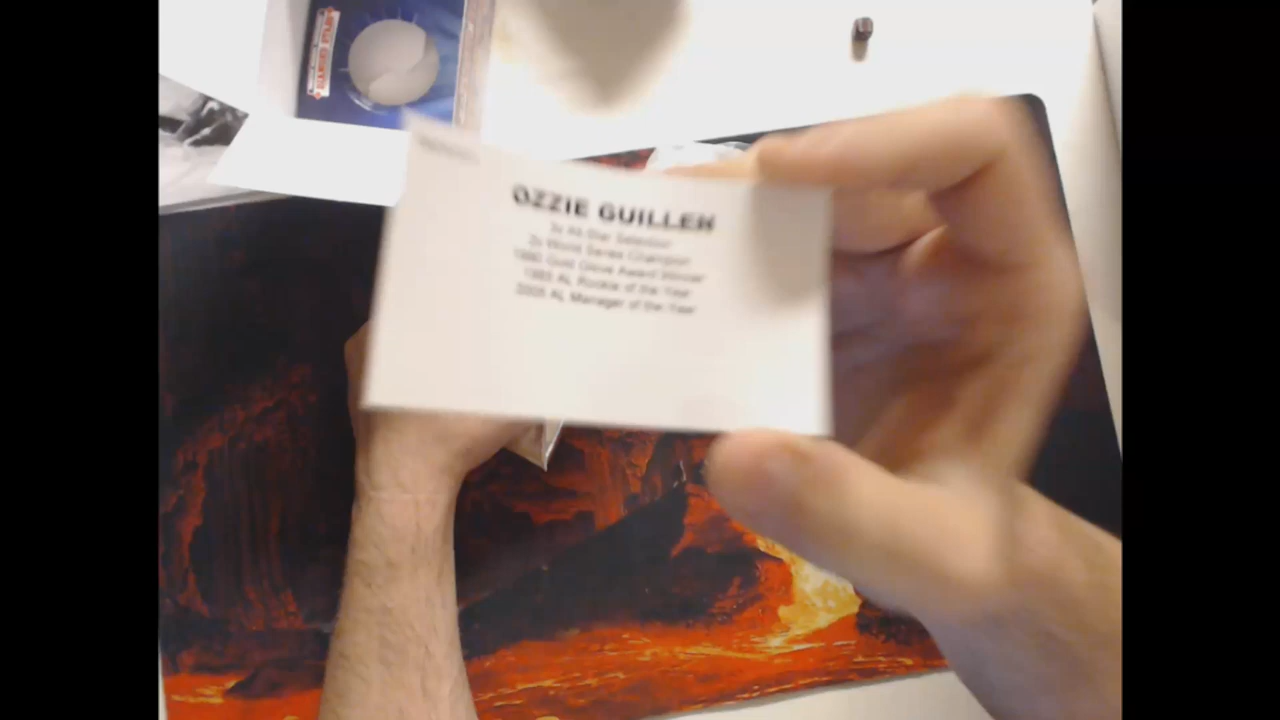 OZZIE GUILLEN
3x All-Star Selection
2x World Series Champion
1990 Gold Glove Award Winner
1985 AL Rookie of the Year
2005 AL Manager of the Year